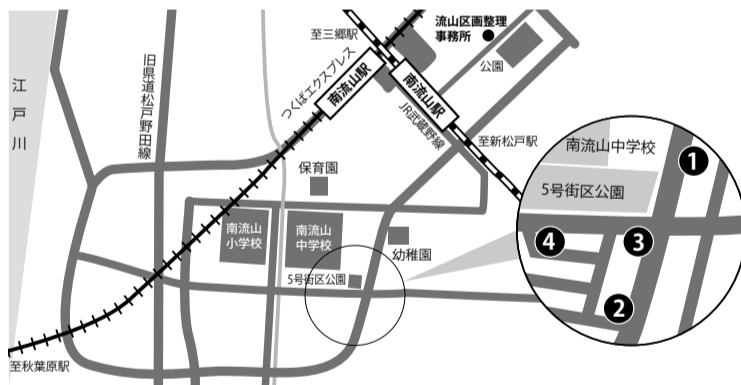 流山区画整理
事務所
至三郷駅
公園
つくばエクスプレス
南流山駅
南流山駅
JR武蔵野線
至新松戸駅
江戸川
旧県道松戸野田線
保育園
南流山
小学校
南流山
中学校
幼稚園
5号街区公園
至秋葉原駅
南流山中学校
5号街区公園
1
4
3
2